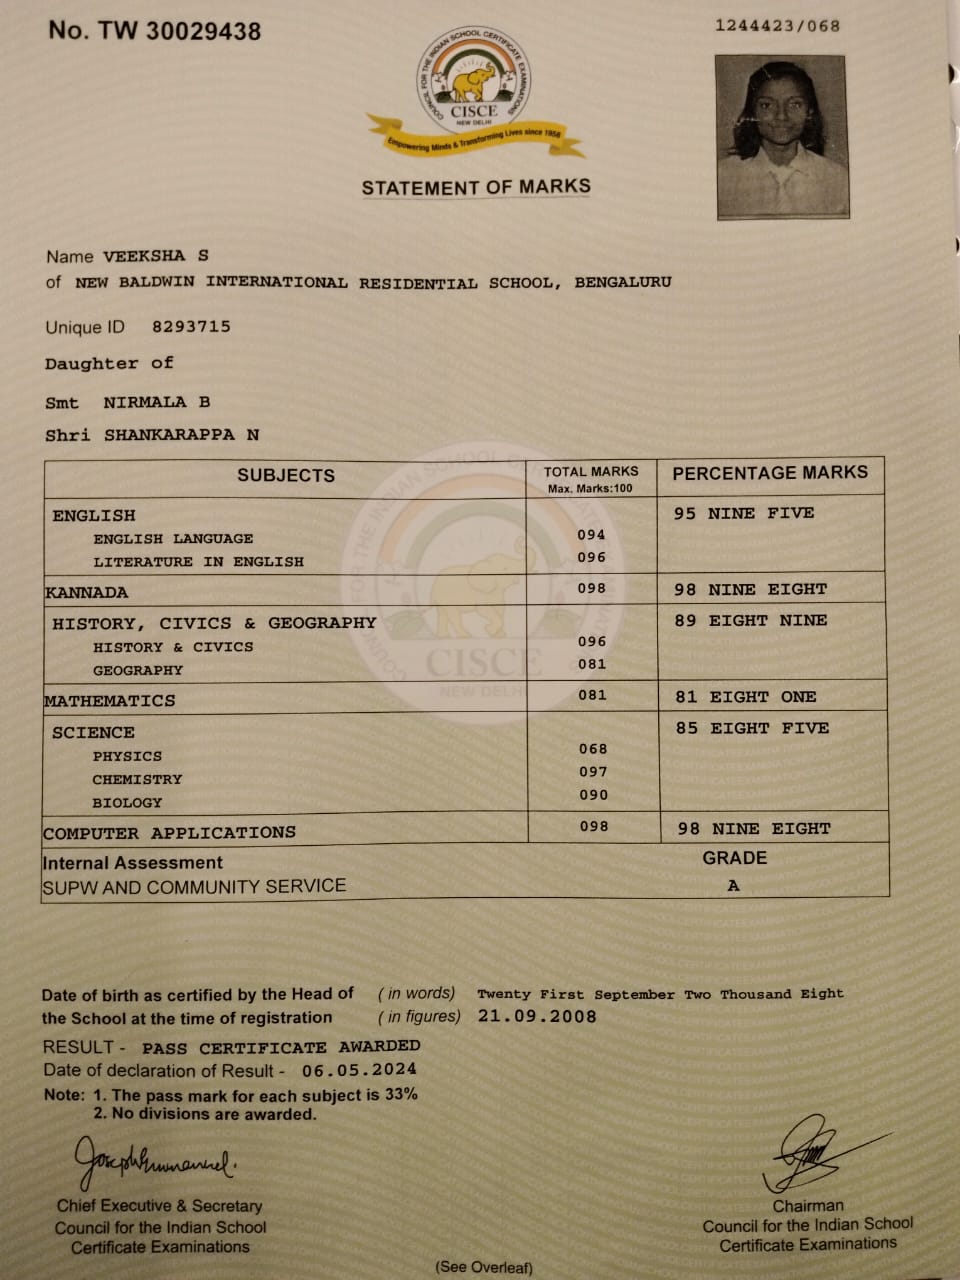 No. TW 30029438
1244423/068
COUNCIL FOR THE INDIAN SCHOOL CERTIFICATE EXAMINATIONS
CISCE
NEW DELHI
Empowering Minds & Transforming Lives since 1958
STATEMENT OF MARKS
Name VEEKSHA S
of NEW BALDWIN INTERNATIONAL RESIDENTIAL SCHOOL, BENGALURU
Unique ID 8293715
Daughter of
Smt NIRMALA B
Shri SHANKARAPPA N
SUBJECTS TOTAL MARKS PERCENTAGE MARKS
Max. Marks:100
ENGLISH 95 NINE FIVE
ENGLISH LANGUAGE 094
LITERATURE IN ENGLISH 096
KANNADA 098 98 NINE EIGHT
HISTORY, CIVICS & GEOGRAPHY 89 EIGHT NINE
HISTORY & CIVICS 096
GEOGRAPHY 081
MATHEMATICS 081 81 EIGHT ONE
SCIENCE 85 EIGHT FIVE
PHYSICS 068
CHEMISTRY 097
BIOLOGY 090
COMPUTER APPLICATIONS 098 98 NINE EIGHT
Internal Assessment GRADE
SUPW AND COMMUNITY SERVICE A
CISCE
NEW DELHI
Date of birth as certified by the Head of (in words) Twenty First September Two Thousand Eight
the School at the time of registration (in figures) 21.09.2008
RESULT - PASS CERTIFICATE AWARDED
Date of declaration of Result - 06.05.2024
Note: 1. The pass mark for each subject is 33%
2. No divisions are awarded.
Chief Executive & Secretary
Council for the Indian School
Certificate Examinations
Chairman
Council for the Indian School
Certificate Examinations
(See Overleaf)